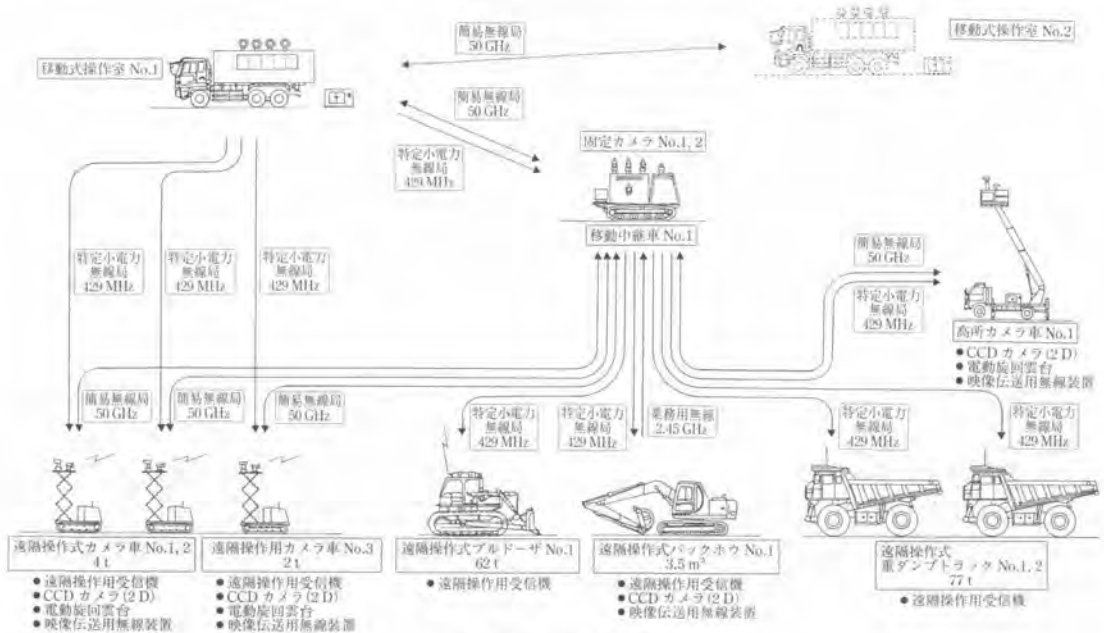 簡易無線局
50 GHz
移動式操作室 No.1
移動式操作室 No.2
簡易無線局
50 GHz
特定小電力
無線局
429 MHz
固定カメラ No.1, 2
移動中継車 No.1
特定小電力
無線局
429 MHz
特定小電力
無線局
429 MHz
特定小電力
無線局
429 MHz
簡易無線局
50 GHz
特定小電力
無線局
429 MHz
高所カメラ車 No.1
● CCD カメラ(2 D)
● 電動旋回雲台
● 映像伝送用無線装置
簡易無線局
50 GHz
簡易無線局
50 GHz
簡易無線局
50 GHz
特定小電力
無線局
429 MHz
特定小電力
無線局
429 MHz
業務用無線
2.45 GHz
特定小電力
無線局
429 MHz
特定小電力
無線局
429 MHz
遠隔操作式カメラ車 No.1, 2
4 t
● 遠隔操作用受信機
● CCD カメラ(2 D)
● 電動旋回雲台
● 映像伝送用無線装置
遠隔操作用カメラ車 No.3
2 t
● 遠隔操作用受信機
● CCD カメラ(2 D)
● 電動旋回雲台
● 映像伝送用無線装置
遠隔操作式ブルドーザ No.1
62 t
● 遠隔操作用受信機
遠隔操作式バックホウ No.1
3.5 m³
● 遠隔操作用受信機
● CCD カメラ(2 D)
● 映像伝送用無線装置
遠隔操作式
重ダンプトラック No.1, 2
77 t
● 遠隔操作用受信機